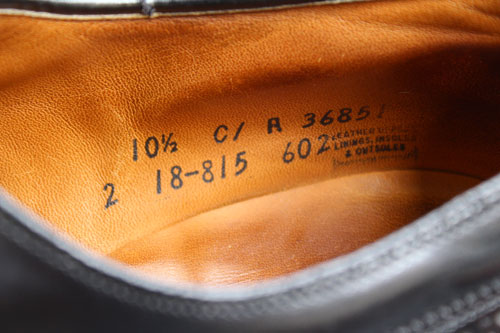 10½ C/ A 36851
2 18-815 602
LEATHER
LININGS, INSOLES
& OUTSOLES